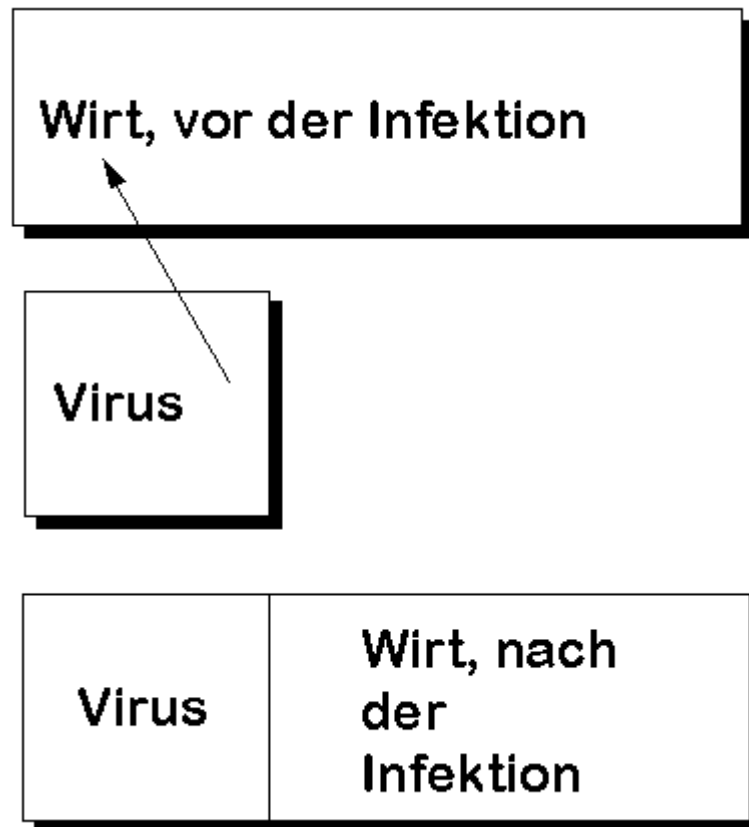 Wirt, vor der Infektion
Virus
Virus
Wirt, nach
der
Infektion